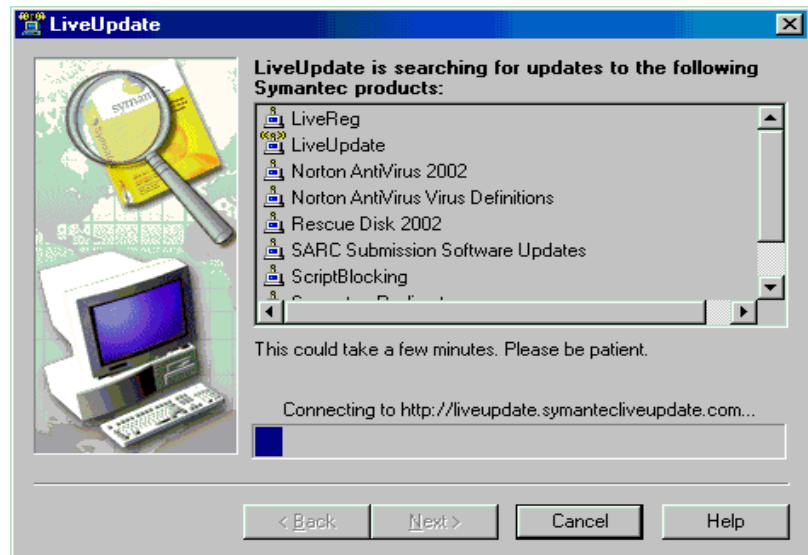 LiveUpdate
LiveUpdate is searching for updates to the following
Symantec products:
LiveReg
LiveUpdate
Norton AntiVirus 2002
Norton AntiVirus Virus Definitions
Rescue Disk 2002
SARC Submission Software Updates
ScriptBlocking
This could take a few minutes. Please be patient.
Connecting to http://liveupdate.symantecliveupdate.com...
< Back
Next >
Cancel
Help